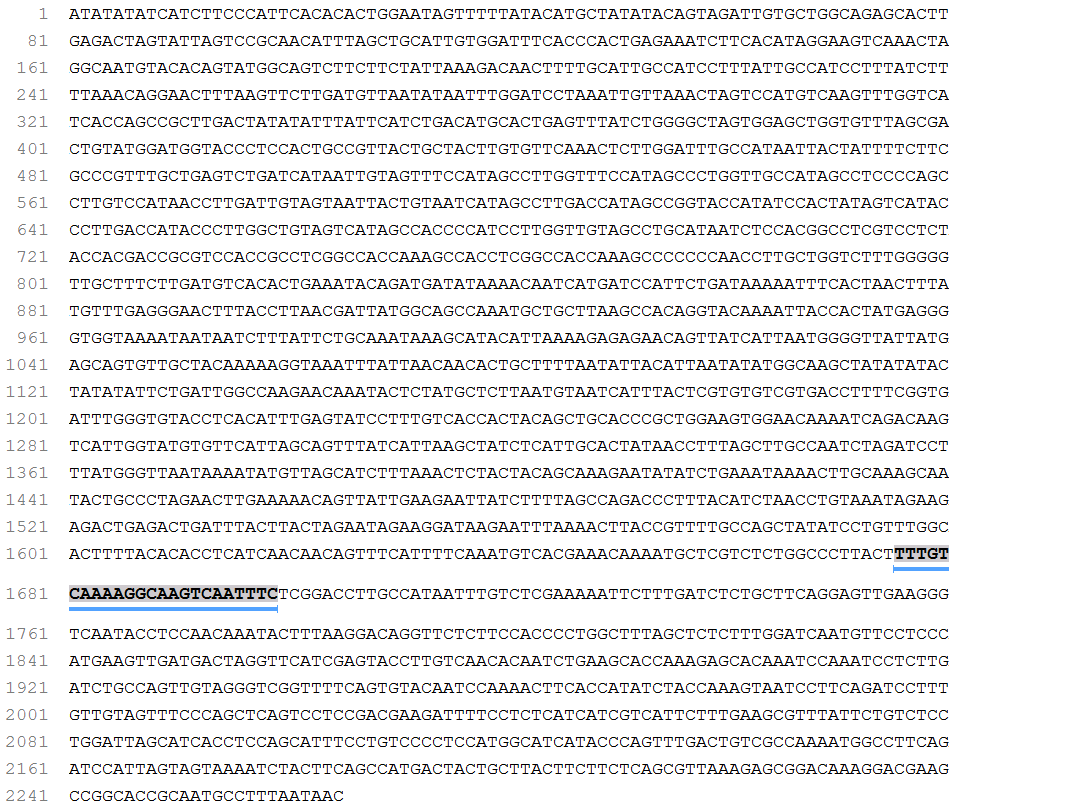 1 ATATATATCATCTTCCCATTCACACACTGGAATAGTTTTTATACATGCTATATACAGTAGATTGTGCTGGCAGAGCACTT
81 GAGACTAGTATTAGTCCGCAACATTTAGCTGCATTGTGGATTTCACCCACTGAGAAATCTTCACATAGGAAGTCAAACTA
161 GGCAATGTACACAGTATGGCAGTCTTCTTCTATTAAAGACAACTTTTGCATTGCCATCCTTTATTGCCATCCTTTATCTT
241 TTAAACAGGAACTTTAAGTTCTTGATGTTAATATAATTTGGATCCTAAATTGTTAAACTAGTCCATGTCAAGTTTGGTCA
321 TCACCAGCCGCTTGACTATATATTTATTCATCTGACATGCACTGAGTTTATCTGGGGCTAGTGGAGCTGGTGTTTAGCGA
401 CTGTATGGATGGTACCCTCCACTGCCGTTACTGCTACTTGTGTTCAAACTCTTGGATTTGCCATAATTACTATTTTCTTC
481 GCCCGTTTGCTGAGTCTGATCATAATTGTAGTTTCCATAGCCTTGGTTTCCATAGCCCTGGTTGCCATAGCCTCCCCAGC
561 CTTGTCCATAACCTTGATTGTAGTAATTACTGTAATCATAGCCTTGACCATAGCCGGTACCATATCCACTATAGTCATAC
641 CCTTGACCATACCCTTGGCTGTAGTCATAGCCACCCCATCCTTGGTTGTAGCCTGCATAATCTCCACGGCCTCGTCCTCT
721 ACCACGACCGCGTCCACCGCCTCGGCCACCAAAGCCACCTCGGCCACCAAAGCCCCCCCAACCTTGCTGGTCTTTGGGGG
801 TTGCTTTCTTGATGTCACACTGAAATACAGATGATATAAAACAATCATGATCCATTCTGATAAAAATTTCACTAACTTTA
881 TGTTTGAGGGAACTTTACCTTAACGATTATGGCAGCCAAATGCTGCTTAAGCCACAGGTACAAAATTACCACTATGAGGG
961 GTGGTAAAATAATAATCTTTATTCTGCAAATAAAGCATACATTAAAAGAGAGAACAGTTATCATTAATGGGGTTATTATG
1041 AGCAGTGTTGCTACAAAAAGGTAAATTTATTAACAACACTGCTTTTAATATTACATTAATATATGGCAAGCTATATATAC
1121 TATATATTCTGATTGGCCAAGAACAAATACTCTATGCTCTTAATGTAATCATTTACTCGTGTGTCGTGACCTTTTCGGTG
1201 ATTTGGGTGTACCTCACATTTGAGTATCCTTTGTCACCACTACAGCTGCACCCGCTGGAAGTGGAACAAAATCAGACAAG
1281 TCATTGGTATGTGTTCATTAGCAGTTTATCATTAAGCTATCTCATTGCACTATAACCTTTAGCTTGCCAATCTAGATCCT
1361 TTATGGGTTAATAAAATATGTTAGCATCTTTAAACTCTACTACAGCAAAGAATATATCTGAAATAAAACTTGCAAAGCAA
1441 TACTGCCCTAGAACTTGAAAAACAGTTATTGAAGAATTATCTTTTAGCCAGACCCTTTACATCTAACCTGTAAATAGAAG
1521 AGACTGAGACTGATTTACTTACTAGAATAGAAGGATAAGAATTTAAAACTTACCGTTTTGCCAGCTATATCCTGTTTGGC
1601 ACTTTTACACACCTCATCAACAACAGTTTCATTTTCAAATGTCACGAAACAAAATGCTCGTCTCTGGCCCTTACTTTTGT
1681 CAAAAGGCAAGTCAATTTCTCGGACCTTGCCATAATTTGTCTCGAAAAATTCTTTGATCTCTGCTTCAGGAGTTGAAGGG
1761 TCAATACCTCCAACAAATACTTTAAGGACAGGTTCTCTTCCACCCCTGGCTTTAGCTCTCTTTGGATCAATGTTCCTCCC
1841 ATGAAGTTGATGACTAGGTTCATCGAGTACCTTGTCAACACAATCTGAAGCACCAAAGAGCACAAATCCAAATCCTCTTG
1921 ATCTGCCAGTTGTAGGGTCGGTTTTCAGTGTACAATCCAAAACTTCACCATATCTACCAAAGTAATCCTTCAGATCCTTT
2001 GTTGTAGTTTCCCAGCTCAGTCCTCCGACGAAGATTTTCCTCTCATCATCGTCATTCTTTGAAGCGTTTATTCTGTCTCC
2081 TGGATTAGCATCACCTCCAGCATTTCCTGTCCCCTCCATGGCATCATACCCAGTTTGACTGTCGCCAAAATGGCCTTCAG
2161 ATCCATTAGTAGTAAAATCTACTTCAGCCATGACTACTGCTTACTTCTTCTCAGCGTTAAAGAGCGGACAAAGGACGAAG
2241 CCGGCACCGCAATGCCTTTAATAAC